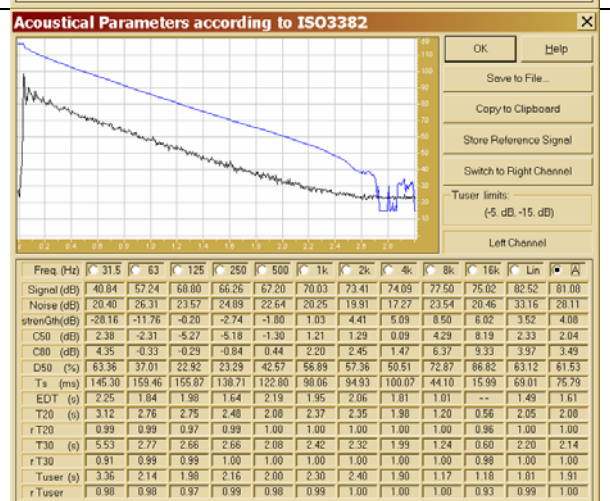 Acoustical Parameters according to ISO3382
OK
Help
Save to File...
Copy to Clipboard
Store Reference Signal
Switch to Right Channel
Tuser limits:
(-5. dB, -15. dB)
Left Channel
Freq. (Hz) 31.5 63 125 250 500 1k 2k 4k 8k 16k Lin A
Signal (dB) 40.84 57.24 68.80 66.26 67.20 70.03 73.41 74.09 77.50 75.02 82.52 81.08
Noise (dB) 20.40 26.31 23.57 24.89 22.64 20.25 19.91 17.27 23.54 20.46 33.16 28.11
strenGth(dB) -28.16 -11.76 -0.20 -2.74 -1.80 1.03 4.41 5.09 8.50 6.02 3.52 4.08
C50 (dB) 2.38 -2.31 -5.27 -5.18 -1.30 1.21 1.29 0.09 4.29 8.19 2.33 2.04
C80 (dB) 4.35 -0.33 -0.29 -0.84 0.44 2.20 2.45 1.47 6.37 9.33 3.97 3.49
D50 (%) 63.36 37.01 22.92 23.29 42.57 56.89 57.36 50.51 72.87 86.82 63.12 61.53
Ts (ms) 145.30 159.46 155.87 138.71 122.80 98.06 94.93 100.07 44.10 15.99 69.01 75.79
EDT (s) 2.25 1.84 1.98 1.64 2.19 1.95 2.06 1.81 1.01 -- 1.49 1.61
T20 (s) 3.12 2.76 2.75 2.48 2.08 2.37 2.35 1.98 1.20 0.56 2.05 2.08
r T20 0.99 0.99 0.97 0.99 1.00 1.00 1.00 1.00 1.00 0.96 1.00 1.00
T30 (s) 5.53 2.77 2.66 2.66 2.08 2.42 2.32 1.99 1.24 0.60 2.20 2.14
r T30 0.91 0.99 0.99 1.00 1.00 1.00 1.00 1.00 1.00 0.98 1.00 1.00
Tuser (s) 3.36 2.14 1.98 2.16 2.00 2.30 2.40 1.90 1.17 1.18 1.81 1.91
r Tuser 0.98 0.98 0.97 0.99 0.98 0.99 1.00 1.00 1.00 0.93 0.99 1.00